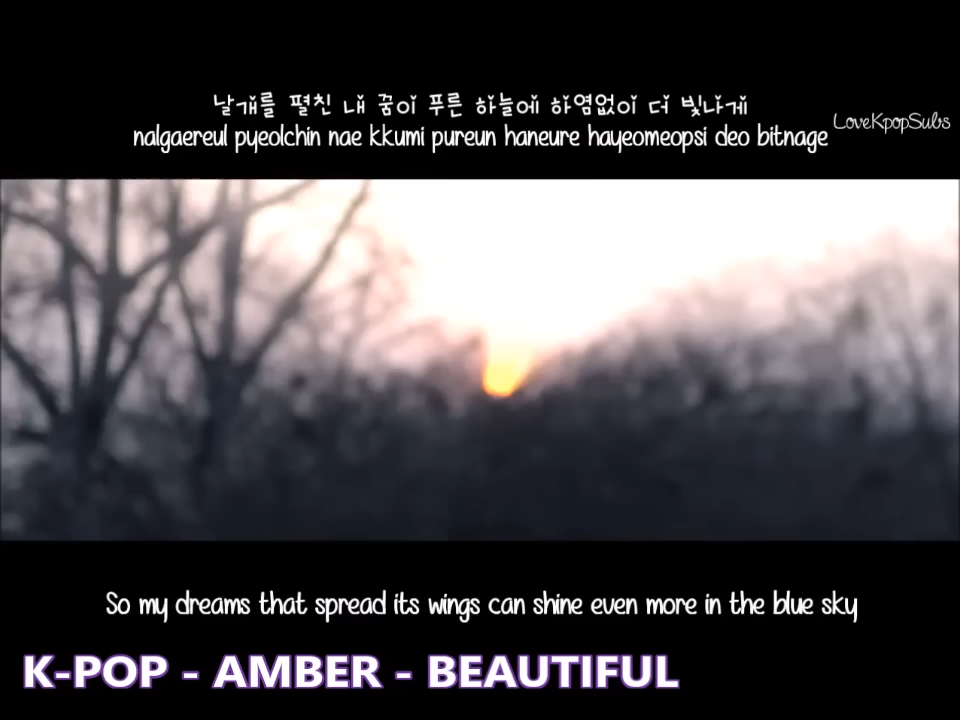 날개를 펼친 내 꿈이 푸른 하늘에 하염없이 더 빛나게
nalgaereul pyeolchin nae kkumi pureun haneure hayeomeopsi deo bitnage
LoveKpopSubs
So my dreams that spread its wings can shine even more in the blue sky
K-POP - AMBER - BEAUTIFUL